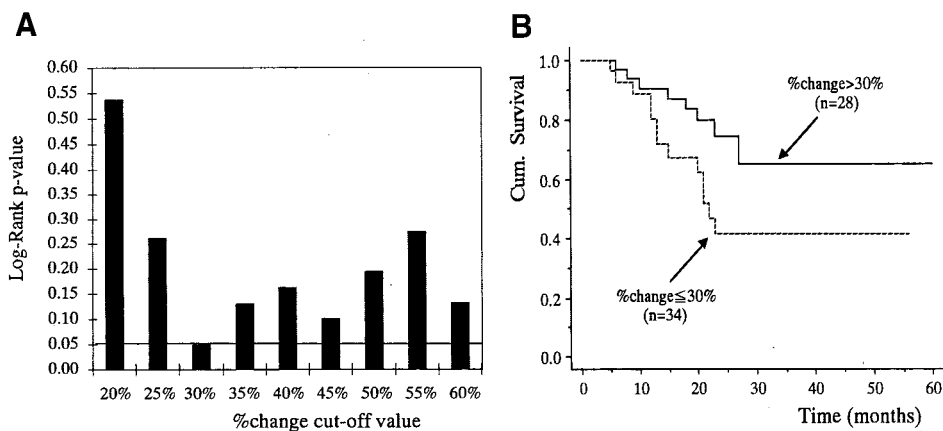 A
Log-Rank p-value
0.60
0.55
0.50
0.45
0.40
0.35
0.30
0.25
0.20
0.15
0.10
0.05
0.00
20% 25% 30% 35% 40% 45% 50% 55% 60%
%change cut-off value
B
Cum. Survival
1.0
0.8
0.6
0.4
0.2
0.0
%change>30%
(n=28)
%change≦30%
(n=34)
0 10 20 30 40 50 60
Time (months)